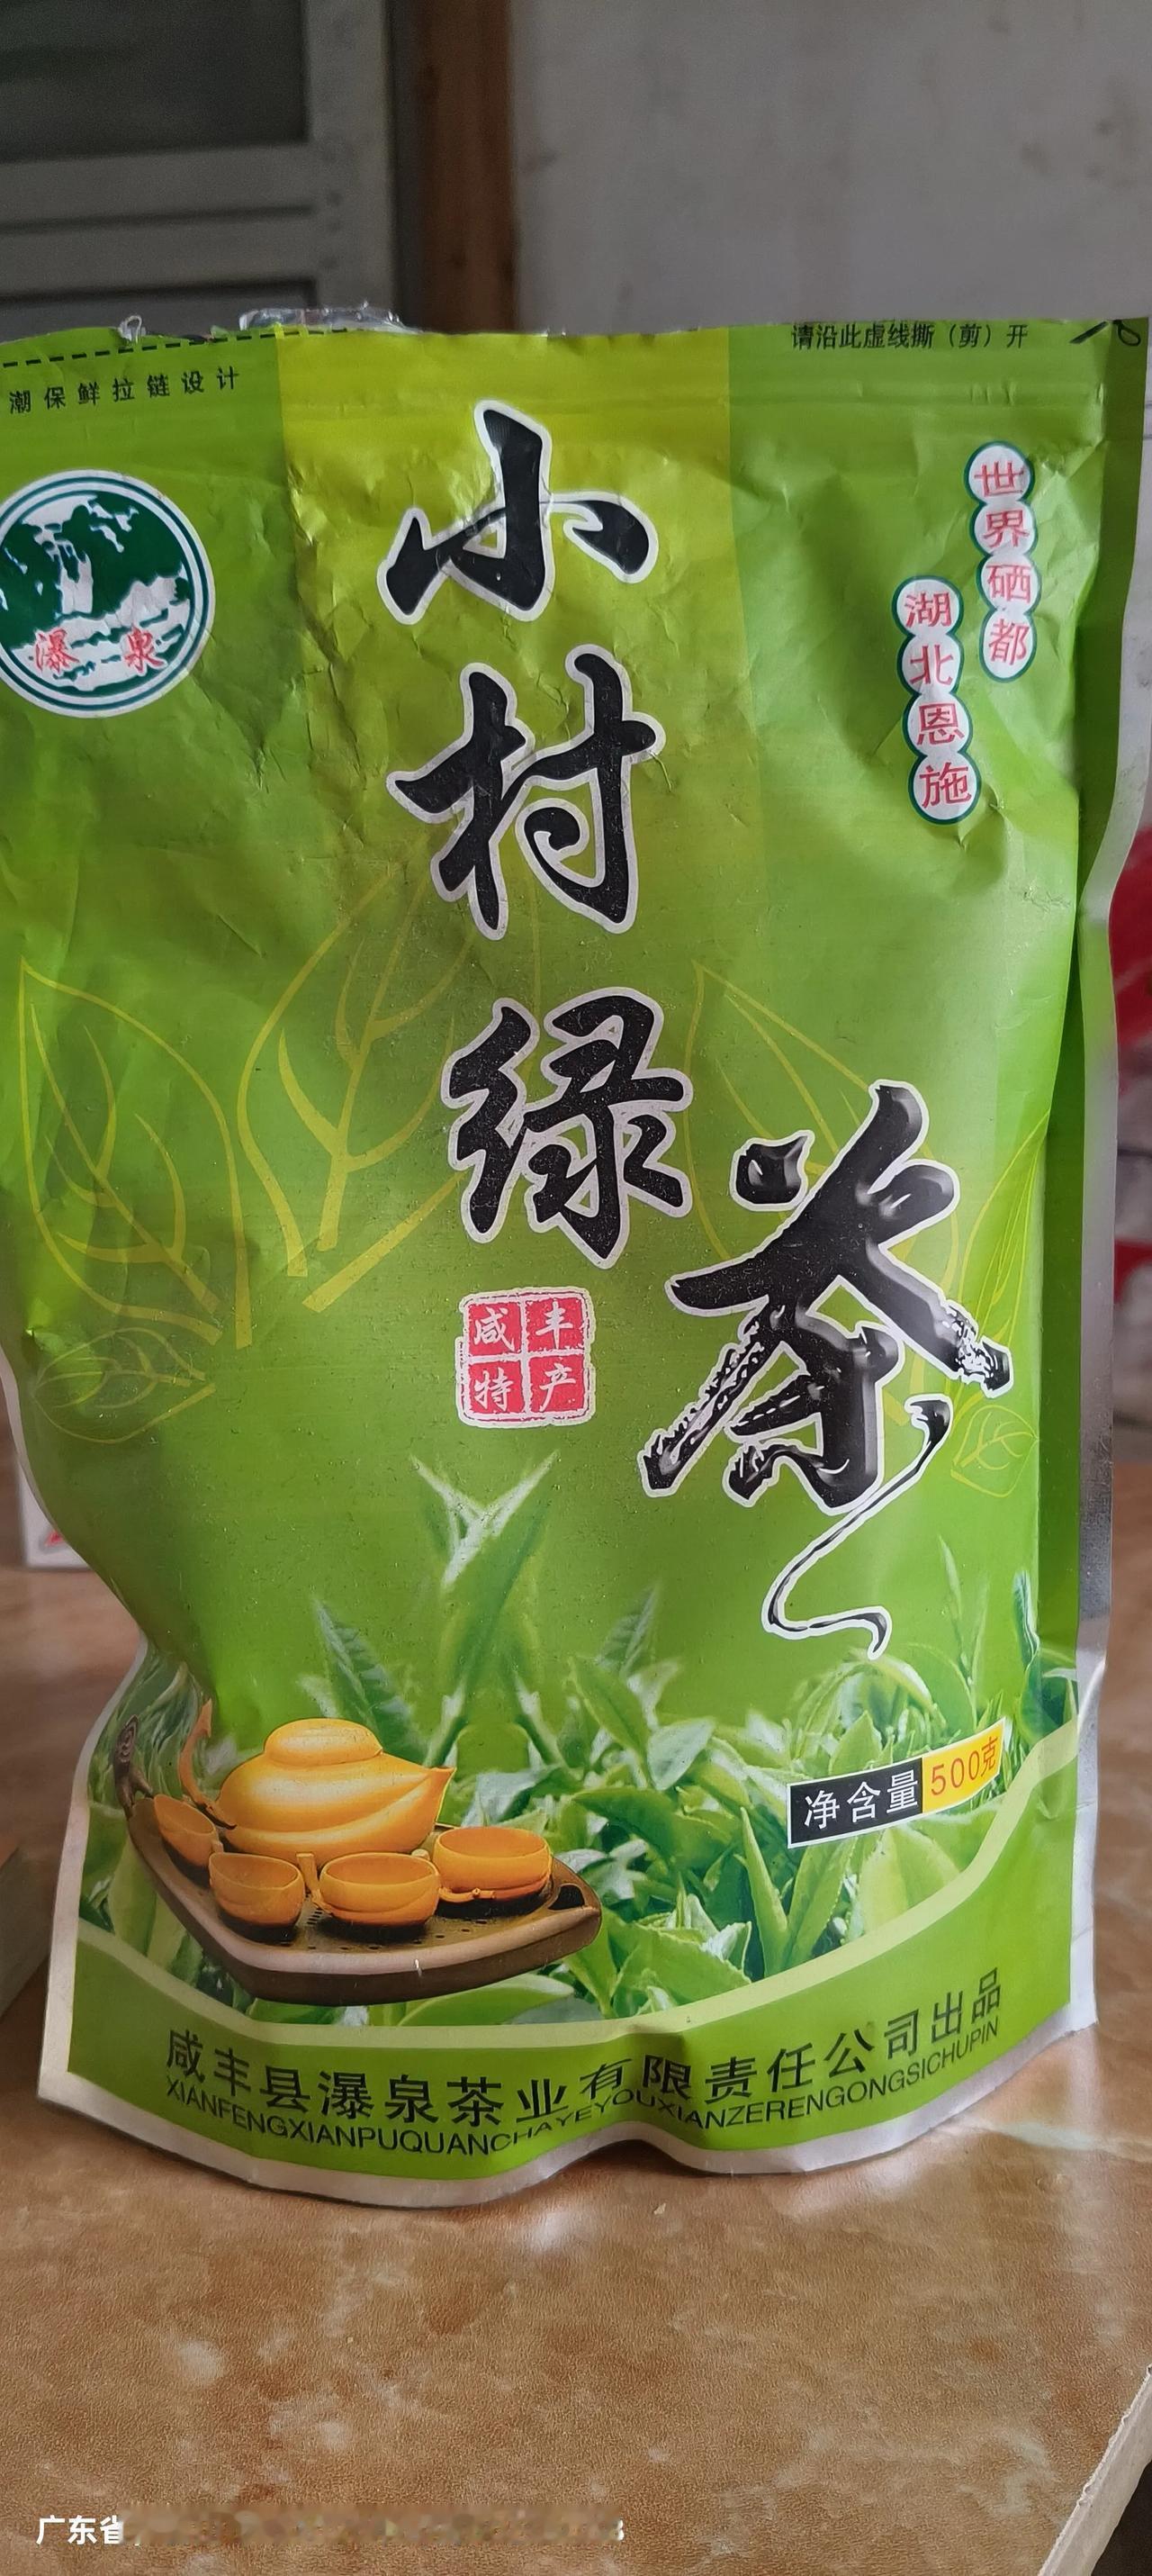 请沿此虚线撕（剪）开
潮保鲜拉链设计
瀑泉
世界硒都
湖北恩施
小村绿茶
咸丰
特产
净含量500克
咸丰县瀑泉茶业有限责任公司出品
XIANFENGXIANPUQUANCHAYEYOUXIANZERENGONGSICHUPIN
广东省